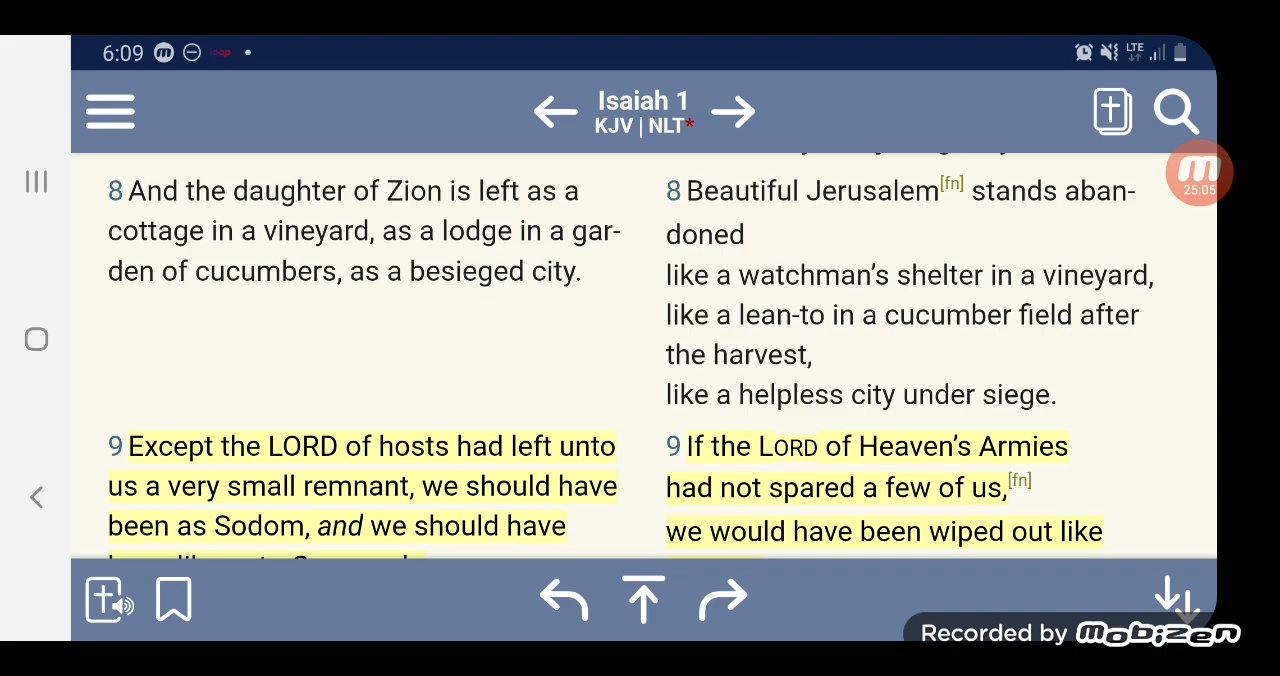 6:09
LTE
Isaiah 1
KJV | NLT*
25:05
8 And the daughter of Zion is left as a
cottage in a vineyard, as a lodge in a gar-
den of cucumbers, as a besieged city.
8 Beautiful Jerusalem[fn] stands aban-
doned
like a watchman’s shelter in a vineyard,
like a lean-to in a cucumber field after
the harvest,
like a helpless city under siege.
9 Except the LORD of hosts had left unto
us a very small remnant, we should have
been as Sodom, and we should have
9 If the LORD of Heaven’s Armies
had not spared a few of us,[fn]
we would have been wiped out like
Recorded by Mobizen